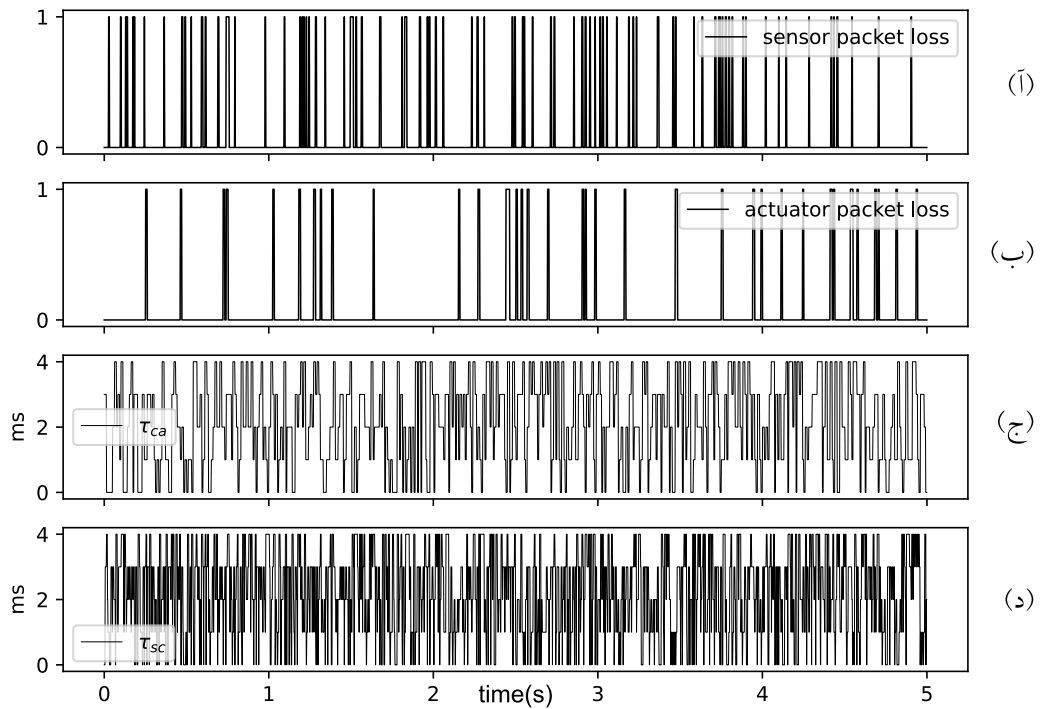 1
sensor packet loss
0
(آ)
1
actuator packet loss
0
(ب)
4
ms
2
τca
0
(ج)
4
ms
2
τsc
0
(د)
0 1 2 3 4 5
time(s)